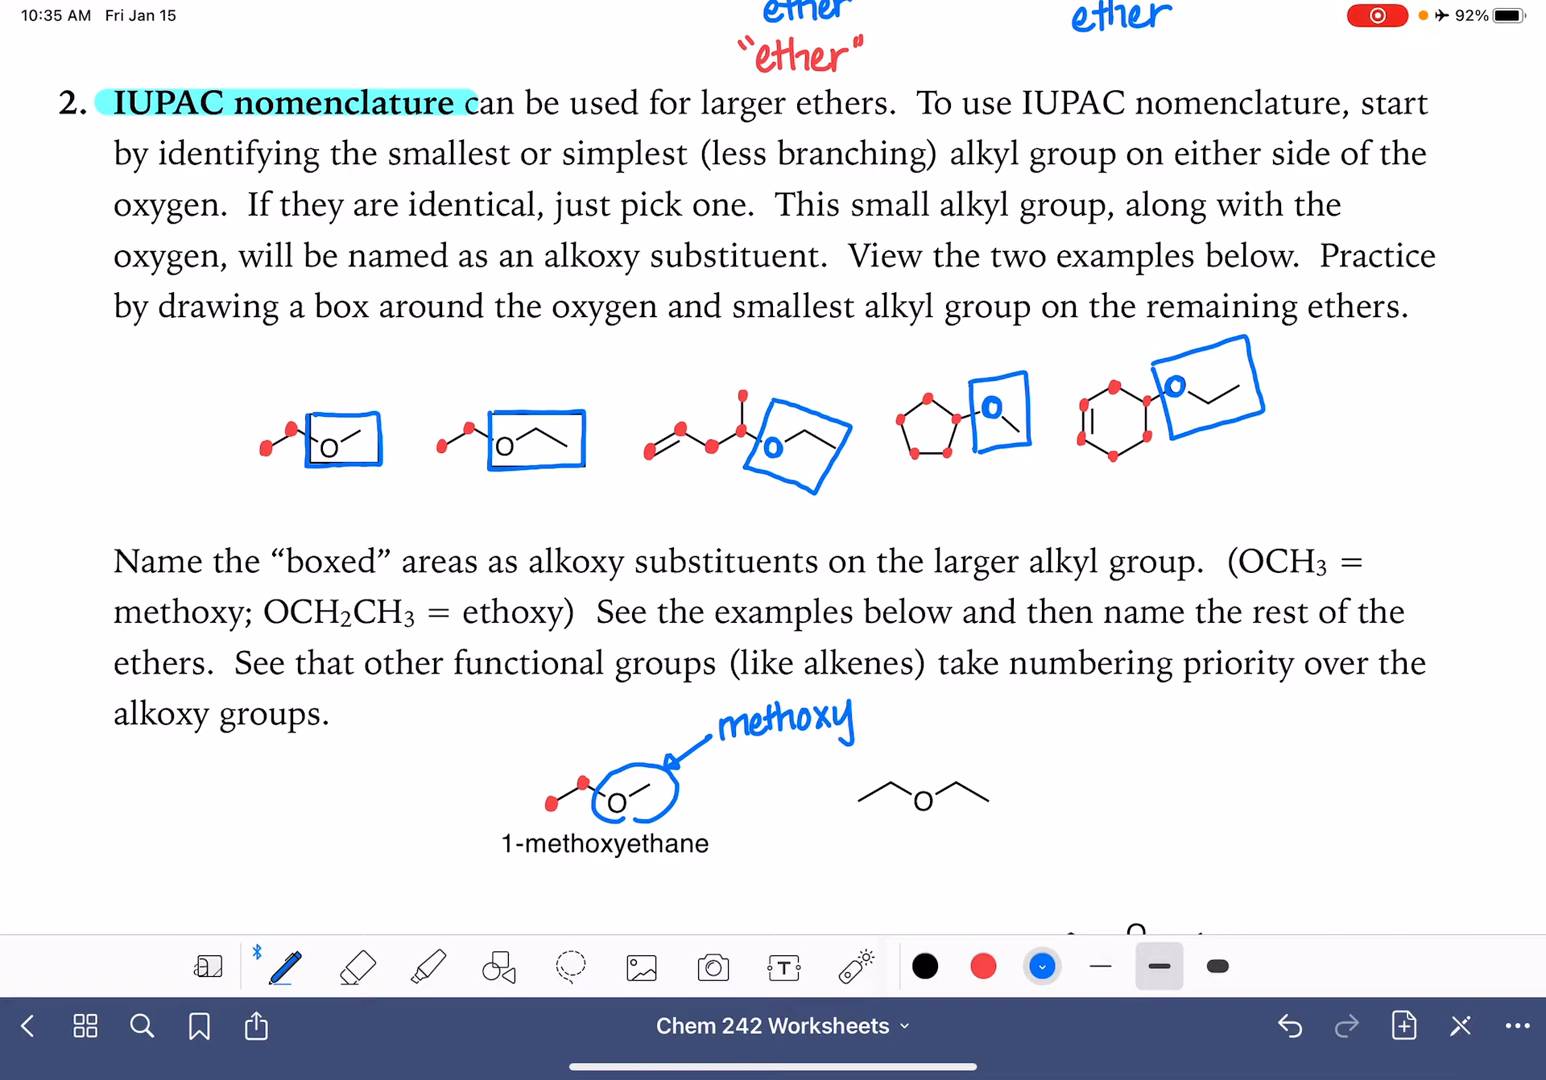 10:35 AM Fri Jan 15
92%
ether ether
"ether"
2. IUPAC nomenclature can be used for larger ethers. To use IUPAC nomenclature, start
by identifying the smallest or simplest (less branching) alkyl group on either side of the
oxygen. If they are identical, just pick one. This small alkyl group, along with the
oxygen, will be named as an alkoxy substituent. View the two examples below. Practice
by drawing a box around the oxygen and smallest alkyl group on the remaining ethers.
O O O O O
Name the “boxed” areas as alkoxy substituents on the larger alkyl group. (OCH₃ =
methoxy; OCH₂CH₃ = ethoxy) See the examples below and then name the rest of the
ethers. See that other functional groups (like alkenes) take numbering priority over the
alkoxy groups.
methoxy
O O
1-methoxyethane
O
T
Chem 242 Worksheets